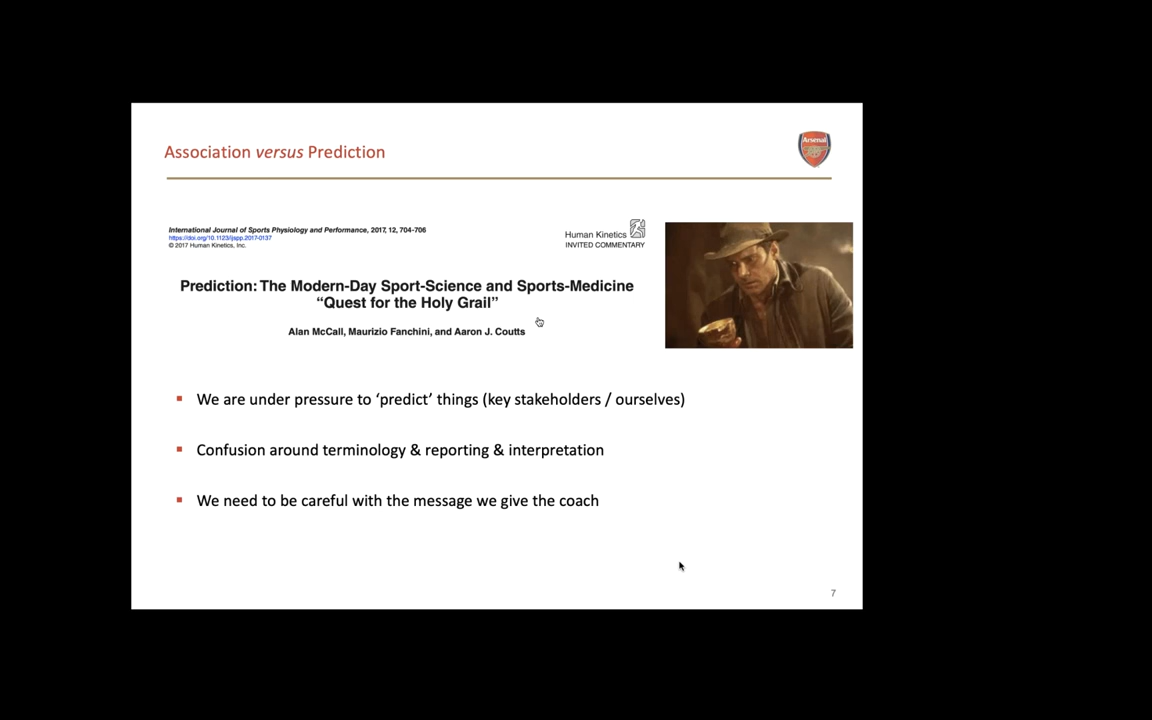 Association versus Prediction
Arsenal
International Journal of Sports Physiology and Performance, 2017, 12, 704-706
https://doi.org/10.1123/ijspp.2017-0137
© 2017 Human Kinetics, Inc.
Human Kinetics
INVITED COMMENTARY
Prediction: The Modern-Day Sport-Science and Sports-Medicine
“Quest for the Holy Grail”
Alan McCall, Maurizio Fanchini, and Aaron J. Coutts
▪ We are under pressure to ‘predict’ things (key stakeholders / ourselves)
▪ Confusion around terminology & reporting & interpretation
▪ We need to be careful with the message we give the coach
7